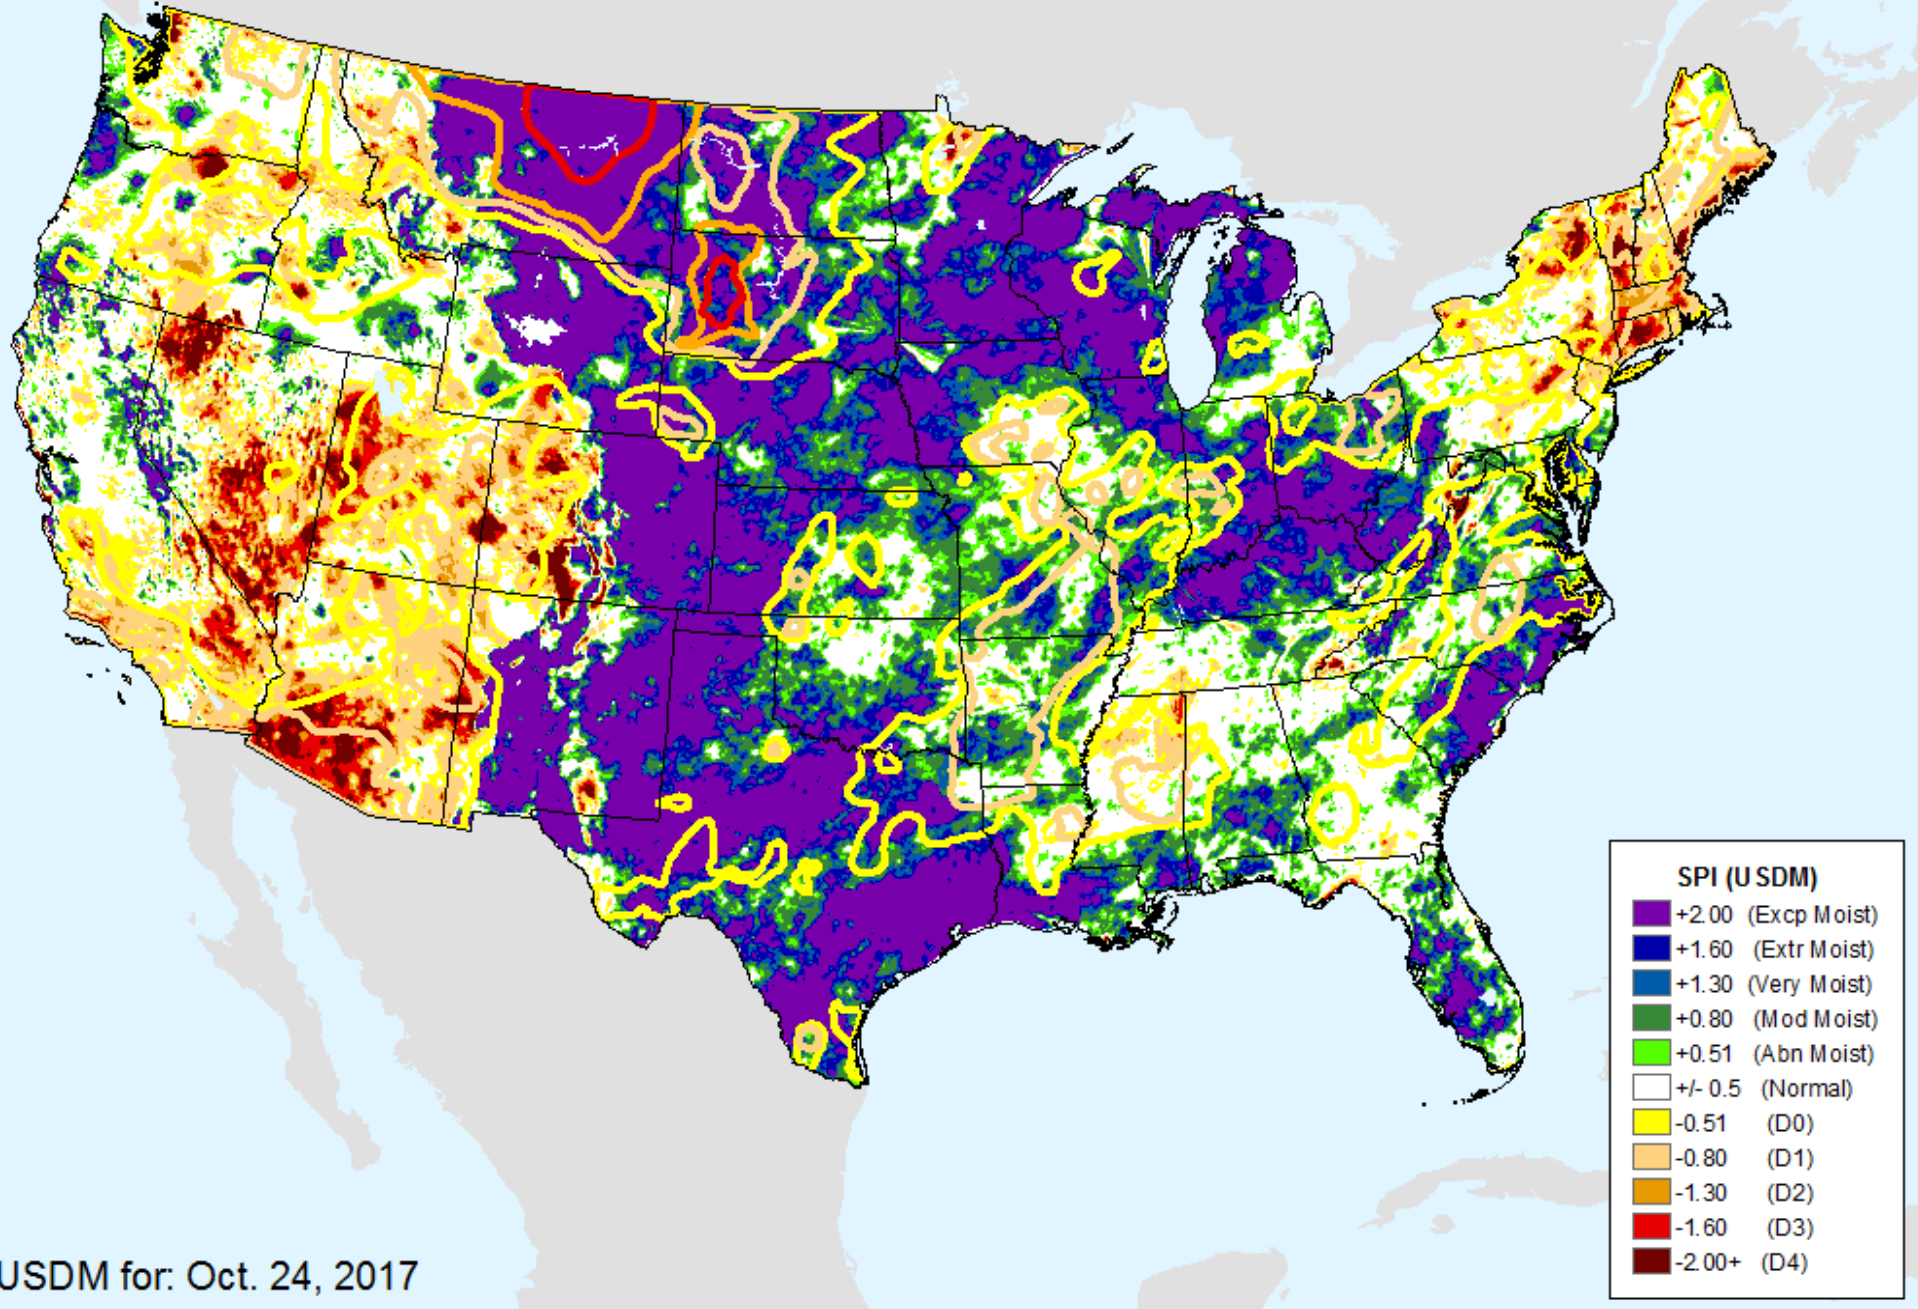 SPI (USDM)
+2.00 (Excp Moist)
+1.60 (Extr Moist)
+1.30 (Very Moist)
+0.80 (Mod Moist)
+0.51 (Abn Moist)
+/- 0.5 (Normal)
-0.51 (D0)
-0.80 (D1)
-1.30 (D2)
-1.60 (D3)
-2.00+ (D4)
USDM for: Oct. 24, 2017